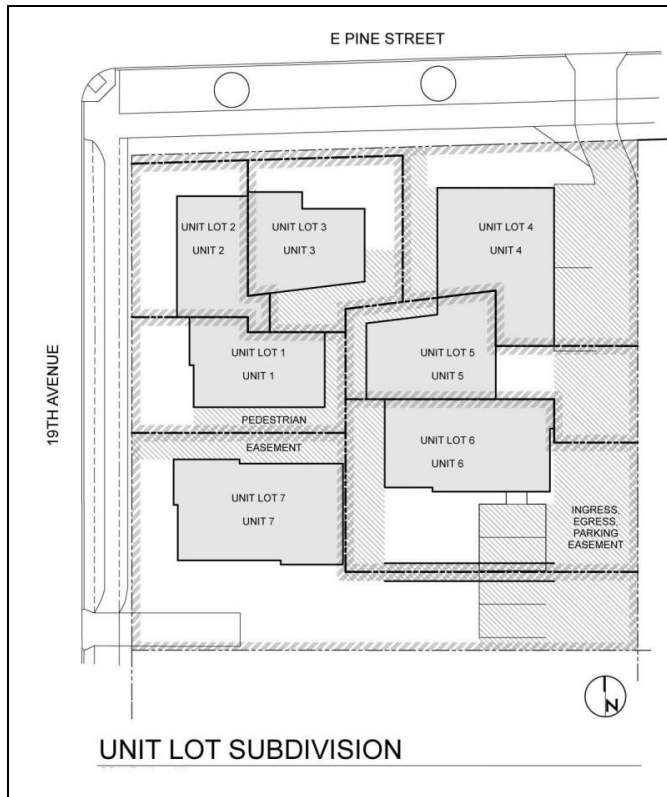 E PINE STREET
UNIT LOT 2
UNIT 2
UNIT LOT 3
UNIT 3
UNIT LOT 4
UNIT 4
19TH AVENUE
UNIT LOT 1
UNIT 1
UNIT LOT 5
UNIT 5
PEDESTRIAN
EASEMENT
UNIT LOT 6
UNIT 6
UNIT LOT 7
UNIT 7
INGRESS,
EGRESS,
PARKING
EASEMENT
N
UNIT LOT SUBDIVISION